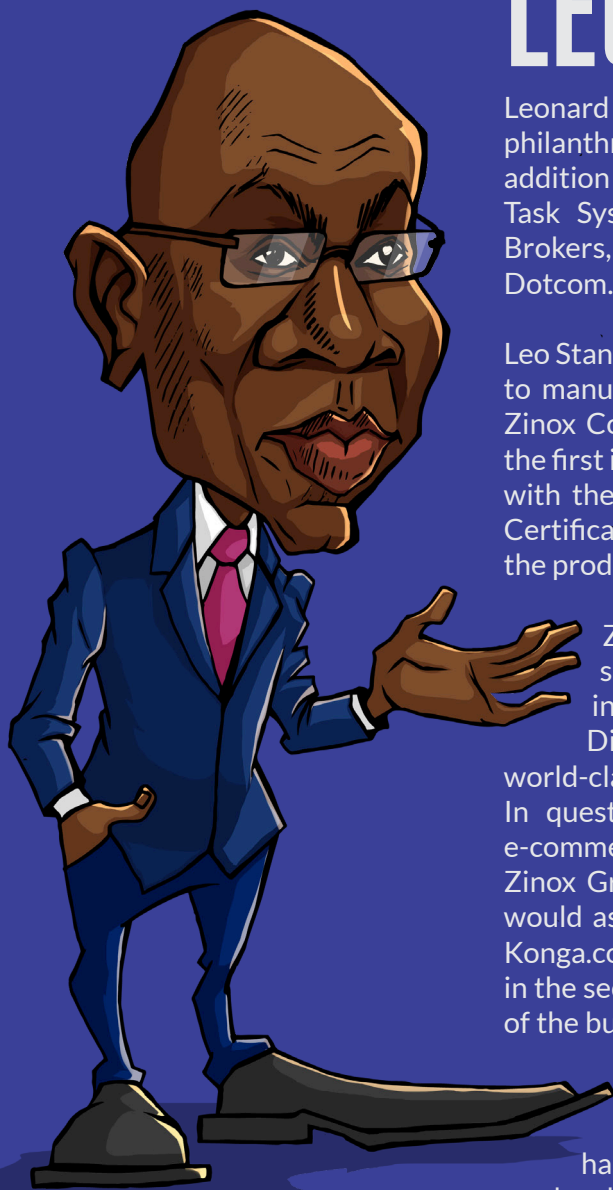 LEO
Leonard
philanthr
addition
Task Sys
Brokers,
Dotcom.
Leo Stan
to manu
Zinox Co
the first i
with the
Certifica
the prod
Z
s
in
Di
world-cla
In quest
e-comme
Zinox Gr
would as
Konga.co
in the sec
of the bu
ha